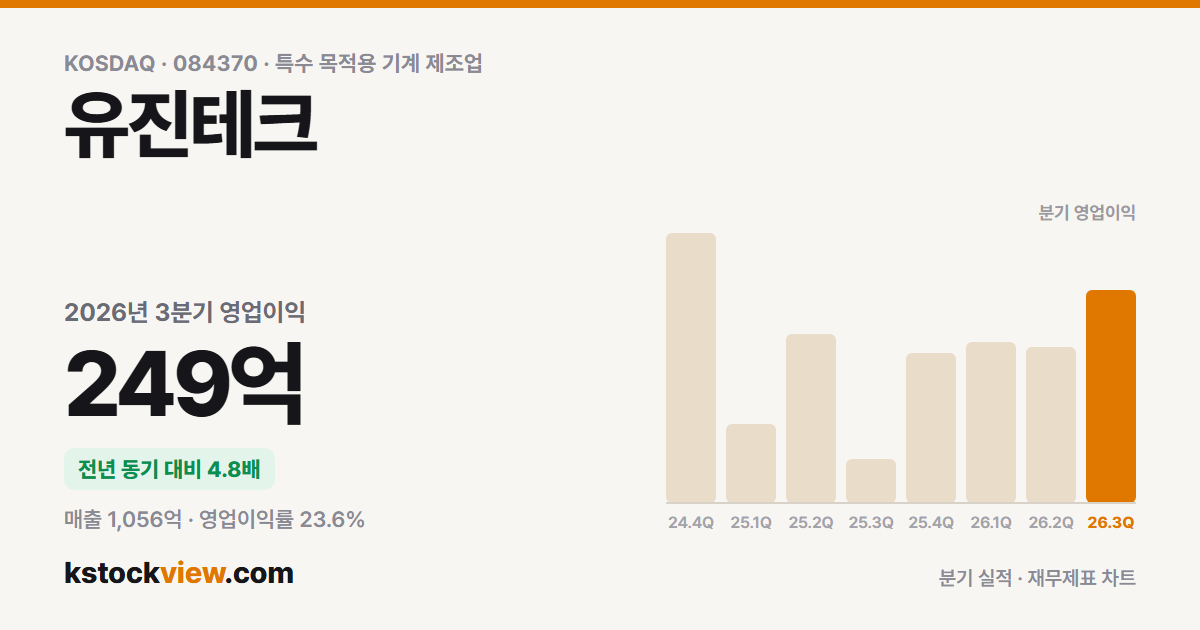 KOSDAQ · 084370 · 특수 목적용 기계 제조업
유진테크
분기 영업이익
2026년 3분기 영업이익
249억
전년 동기 대비 4.8배
매출 1,056억 · 영업이익률 23.6%
24.4Q 25.1Q 25.2Q 25.3Q 25.4Q 26.1Q 26.2Q 26.3Q
kstockview.com
분기 실적 · 재무제표 차트